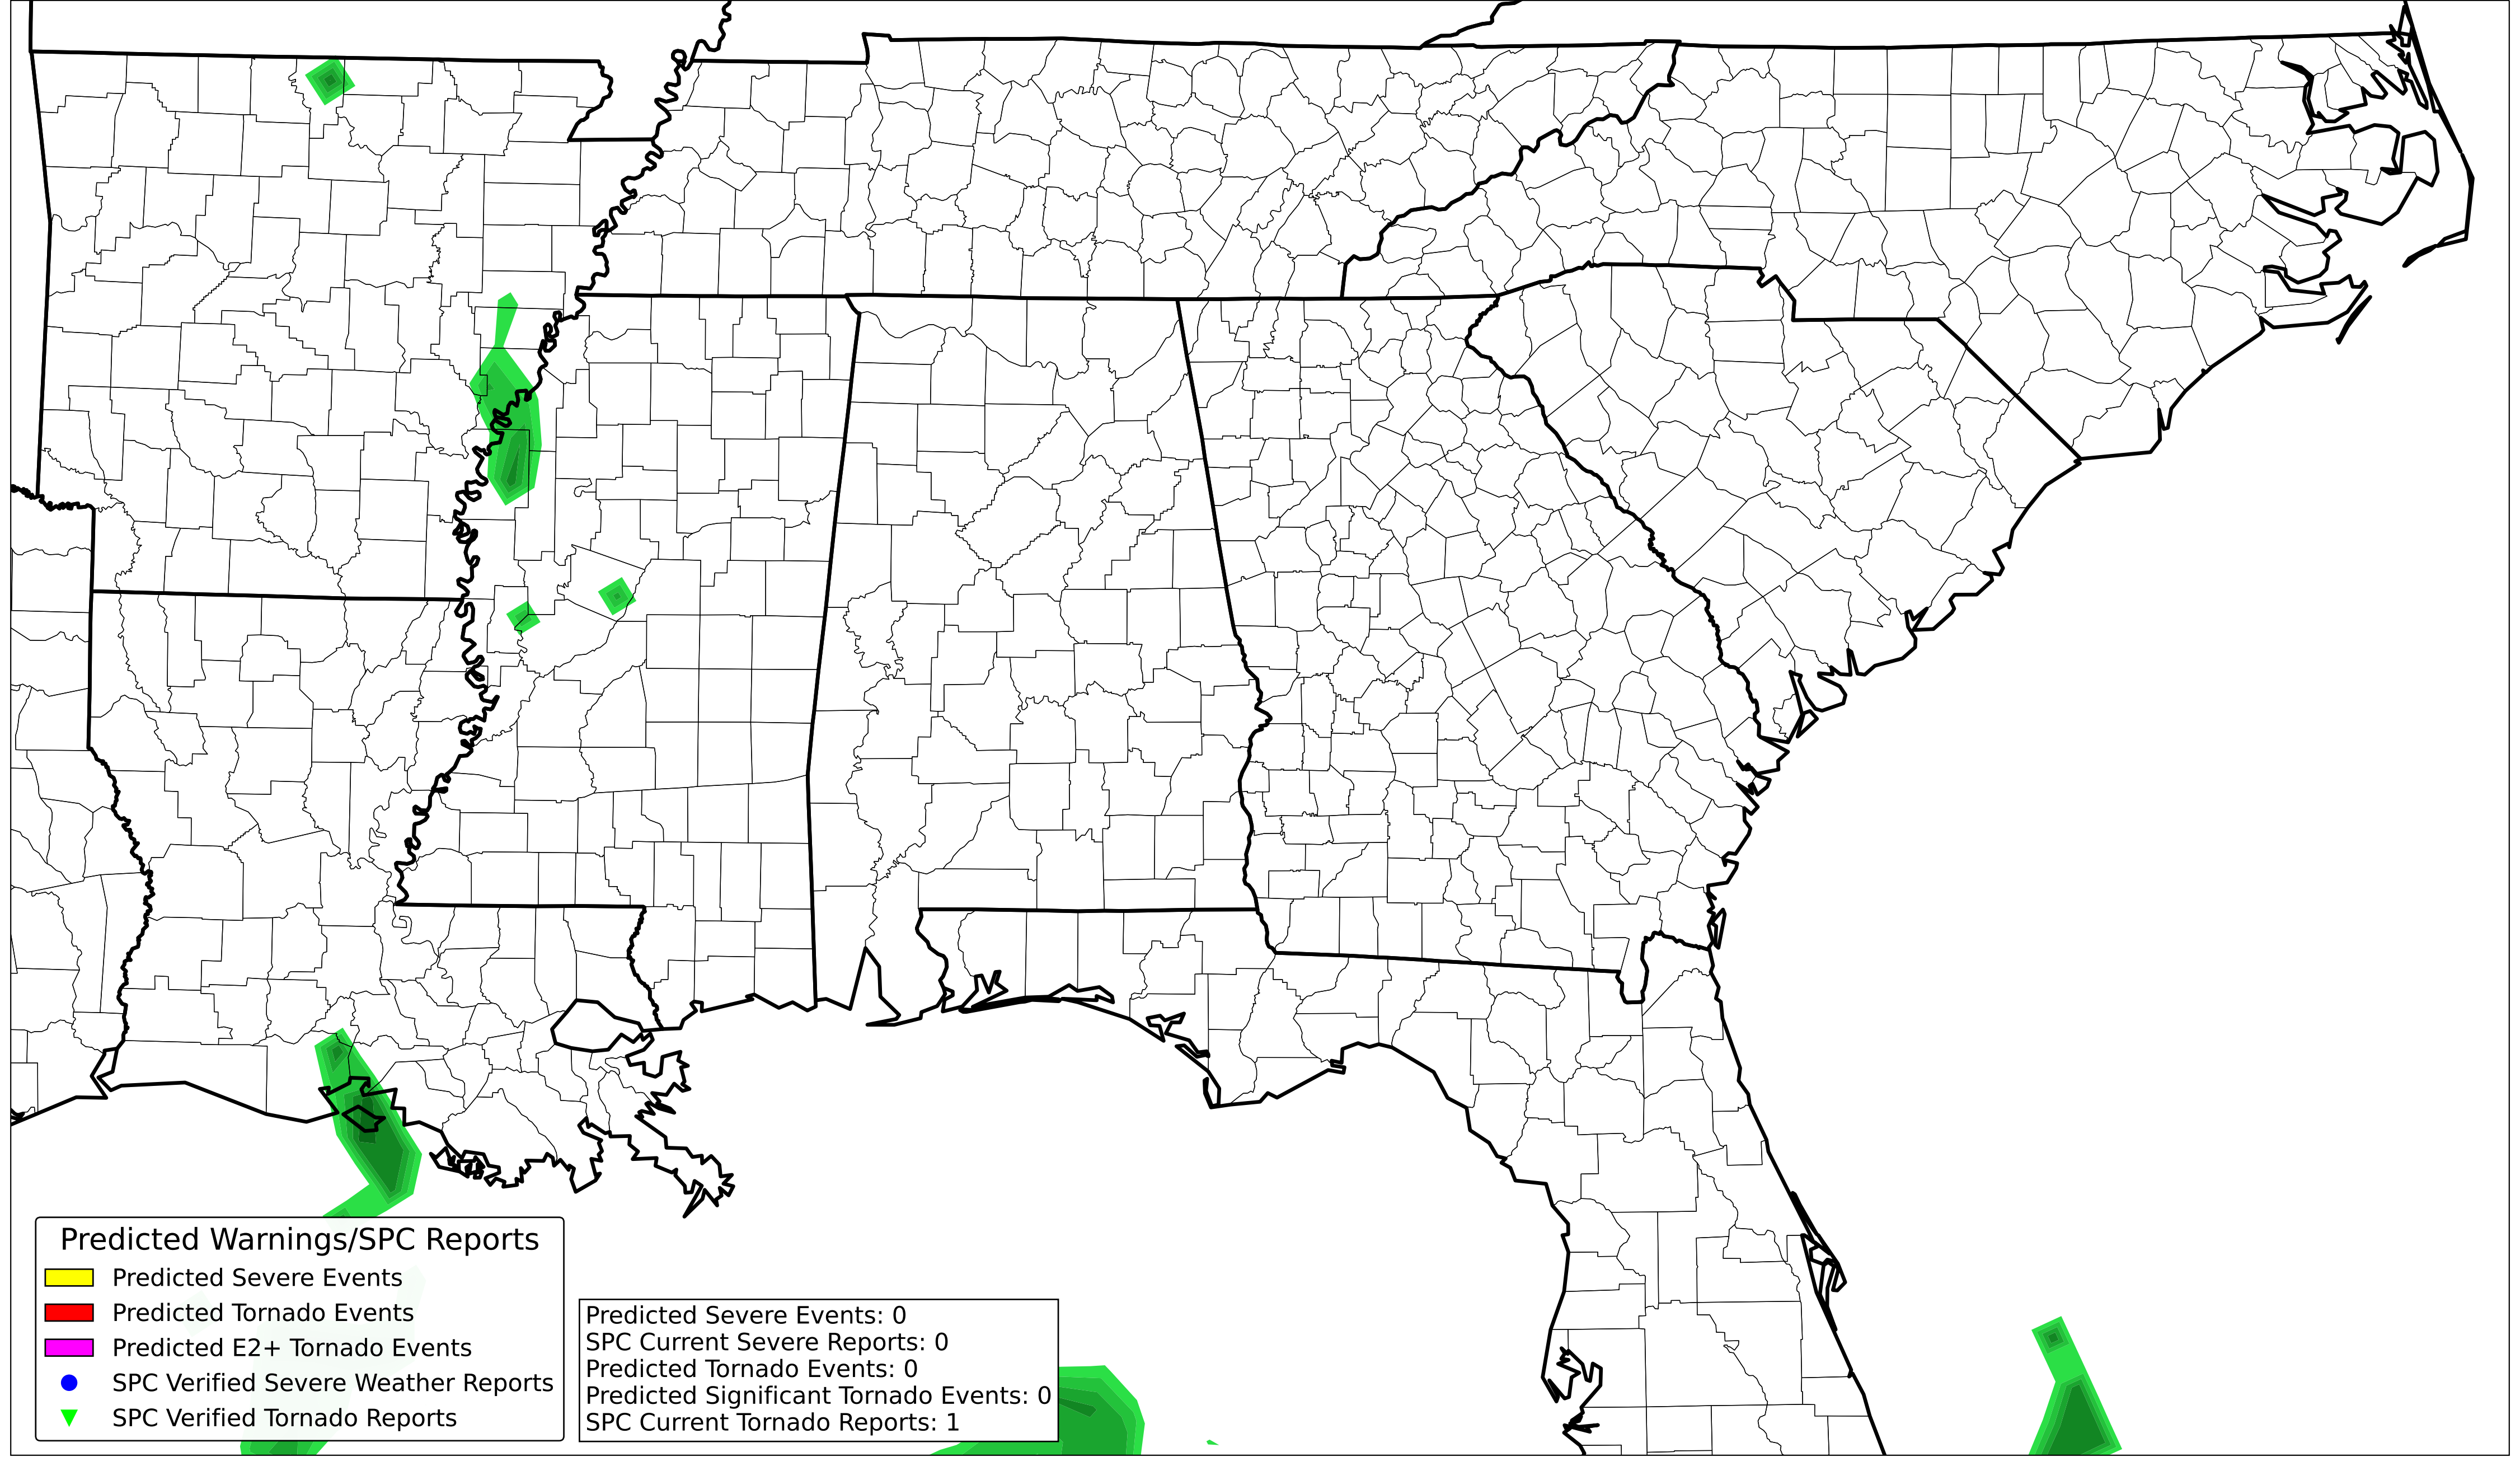 Predicted Warnings/SPC Reports
Predicted Severe Events
Predicted Tornado Events
Predicted E2+ Tornado Events
SPC Verified Severe Weather Reports
SPC Verified Tornado Reports
Predicted Severe Events: 0
SPC Current Severe Reports: 0
Predicted Tornado Events: 0
Predicted Significant Tornado Events: 0
SPC Current Tornado Reports: 1